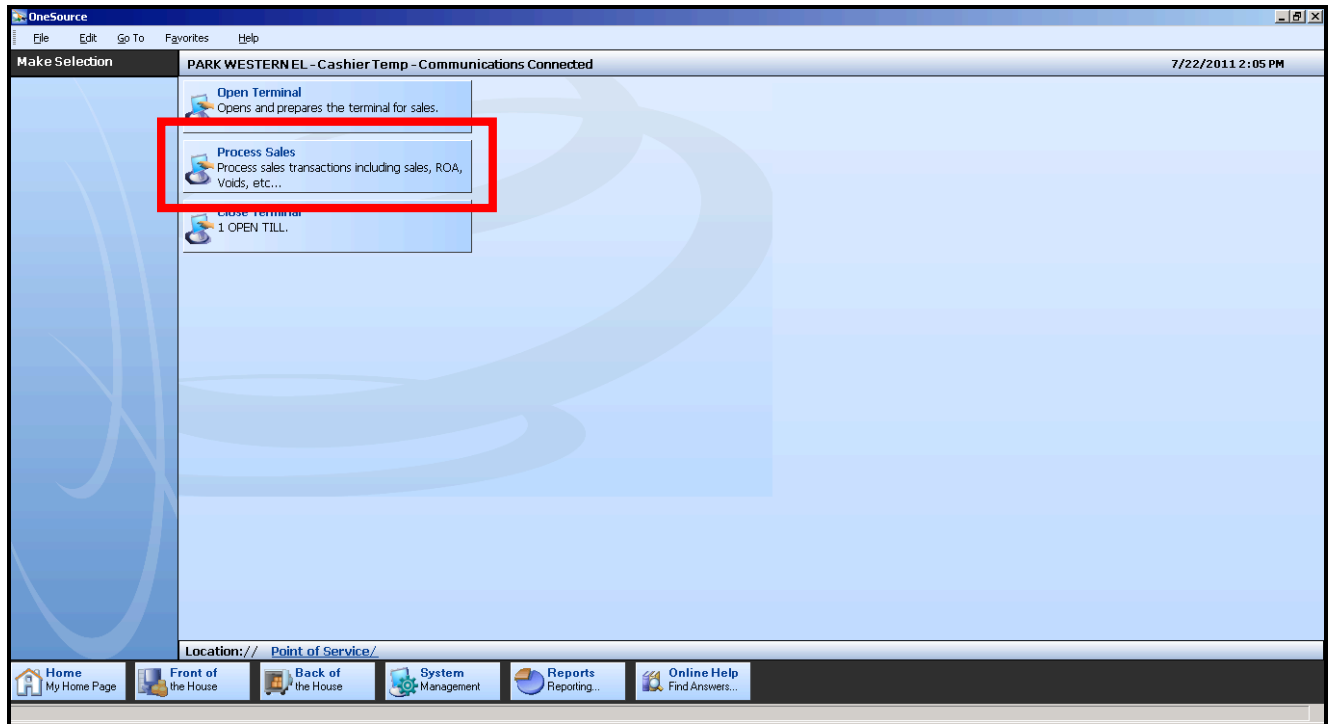 OneSource
File Edit Go To Favorites Help
Make Selection
PARK WESTERN EL - Cashier Temp - Communications Connected
7/22/2011 2:05 PM
Open Terminal
Opens and prepares the terminal for sales.
Process Sales
Process sales transactions including sales, ROA,
Voids, etc...
Close Terminal
1 OPEN TILL.
Location:// Point of Service/
Home
My Home Page
Front of
the House
Back of
the House
System
Management
Reports
Reporting...
Online Help
Find Answers...